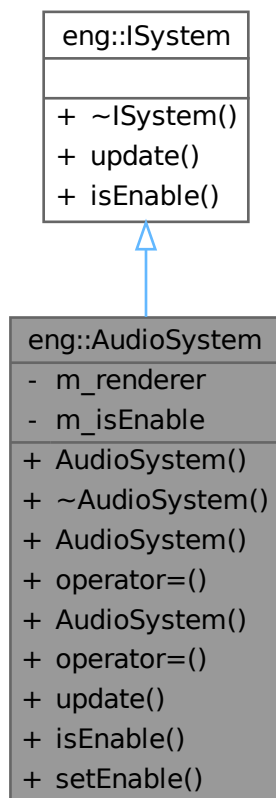 eng::ISystem
+ ~ISystem()
+ update()
+ isEnable()
eng::AudioSystem
- m_renderer
- m_isEnable
+ AudioSystem()
+ ~AudioSystem()
+ AudioSystem()
+ operator=()
+ AudioSystem()
+ operator=()
+ update()
+ isEnable()
+ setEnable()